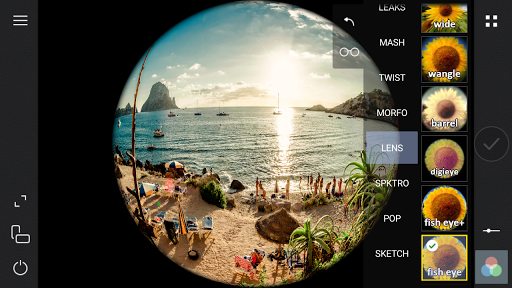 LEAKS
MASH
TWIST
MORFO
LENS
SPKTRO
POP
SKETCH
wide
wangle
barrel
digieye
fish eye+
fish eye